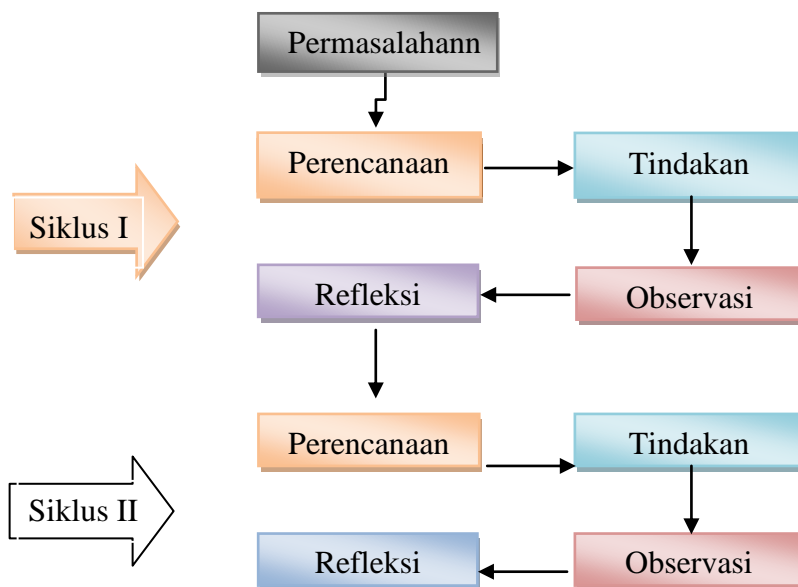 Permasalahann
Perencanaan
Tindakan
Siklus I
Refleksi
Observasi
Perencanaan
Tindakan
Siklus II
Refleksi
Observasi